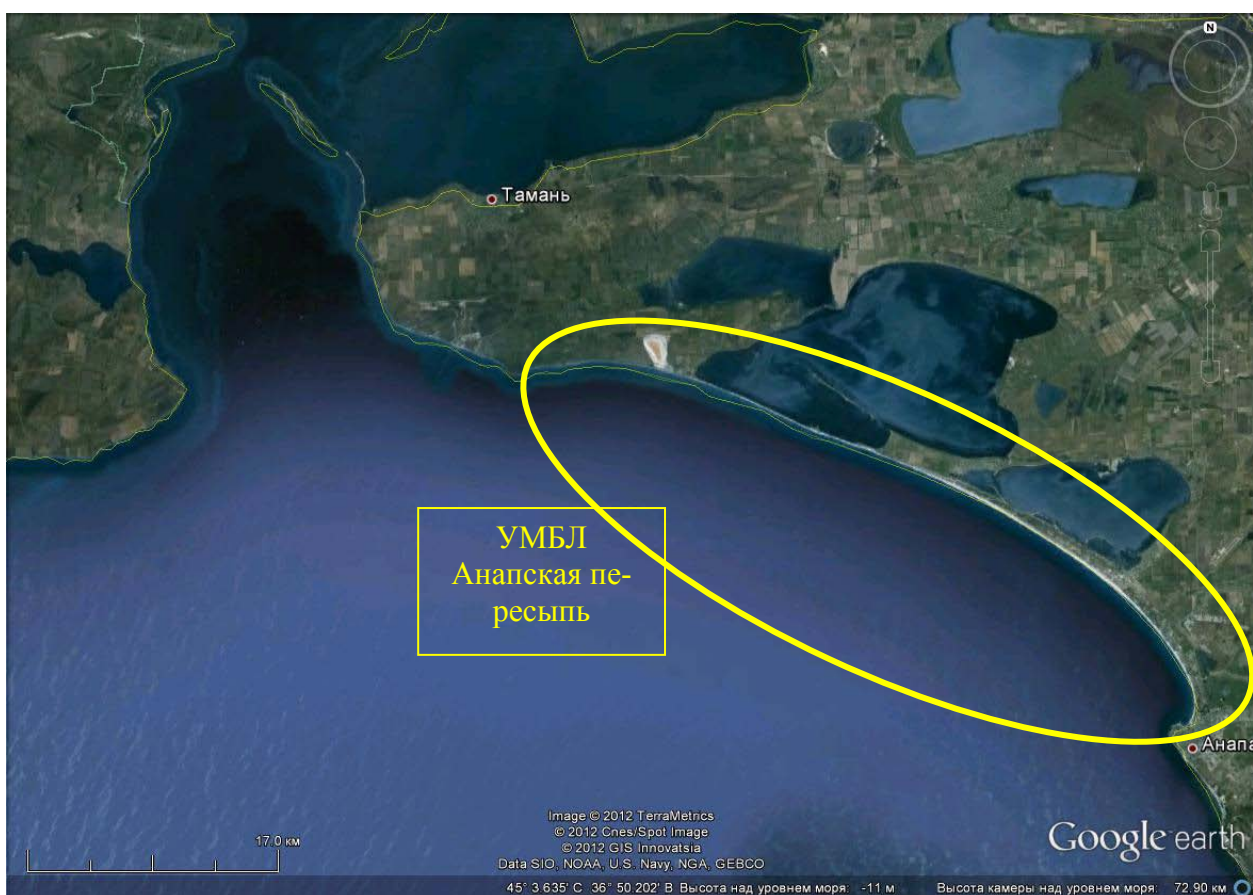 N
Тамань
УМБЛ
Анапская пе-
ресыпь
Анапа
Image © 2012 TerraMetrics
© 2012 Cnes/Spot Image
© 2012 GIS Innovatsia
Data SIO, NOAA, U.S. Navy, NGA, GEBCO
17.0 км
Google earth
45° 3.635' С 36° 50.202' В Высота над уровнем моря: -11 м Высота камеры над уровнем моря: 72.90 км